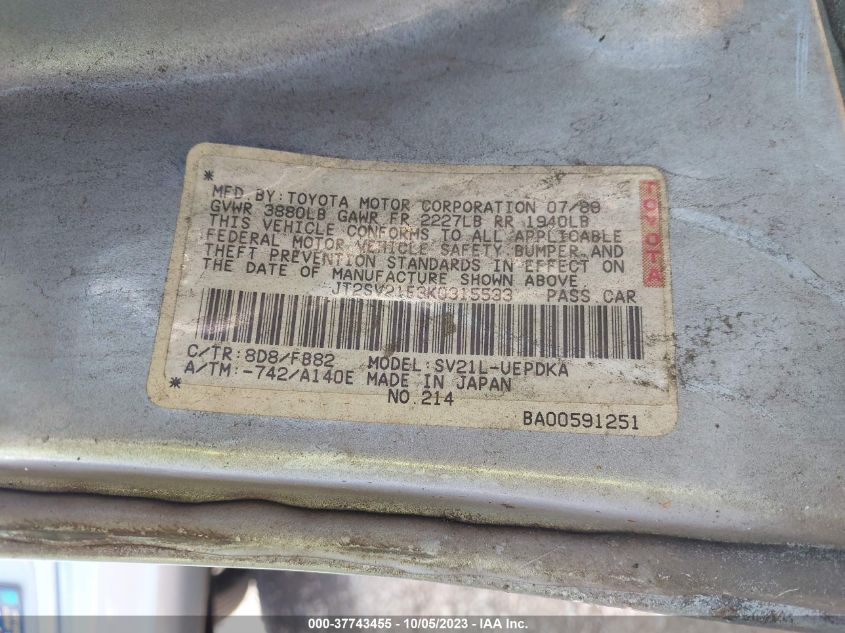 MFD BY:TOYOTA MOTOR CORPORATION 07/88
GVWR 3880LB GAWR FR 2227LB RR 1940LB
THIS VEHICLE CONFORMS TO ALL APPLICABLE
FEDERAL MOTOR VEHICLE SAFETY,BUMPER,AND
THEFT PREVENTION STANDARDS IN EFFECT ON
THE DATE OF MANUFACTURE SHOWN ABOVE.
PASS CAR
TOYOTA
C/TR:8D8/FB82 MODEL:SV21L-UEPDKA
A/TM:-742/A140E MADE IN JAPAN
NO.214
BA00591251
000-37743455 - 10/05/2023 - IAA Inc.